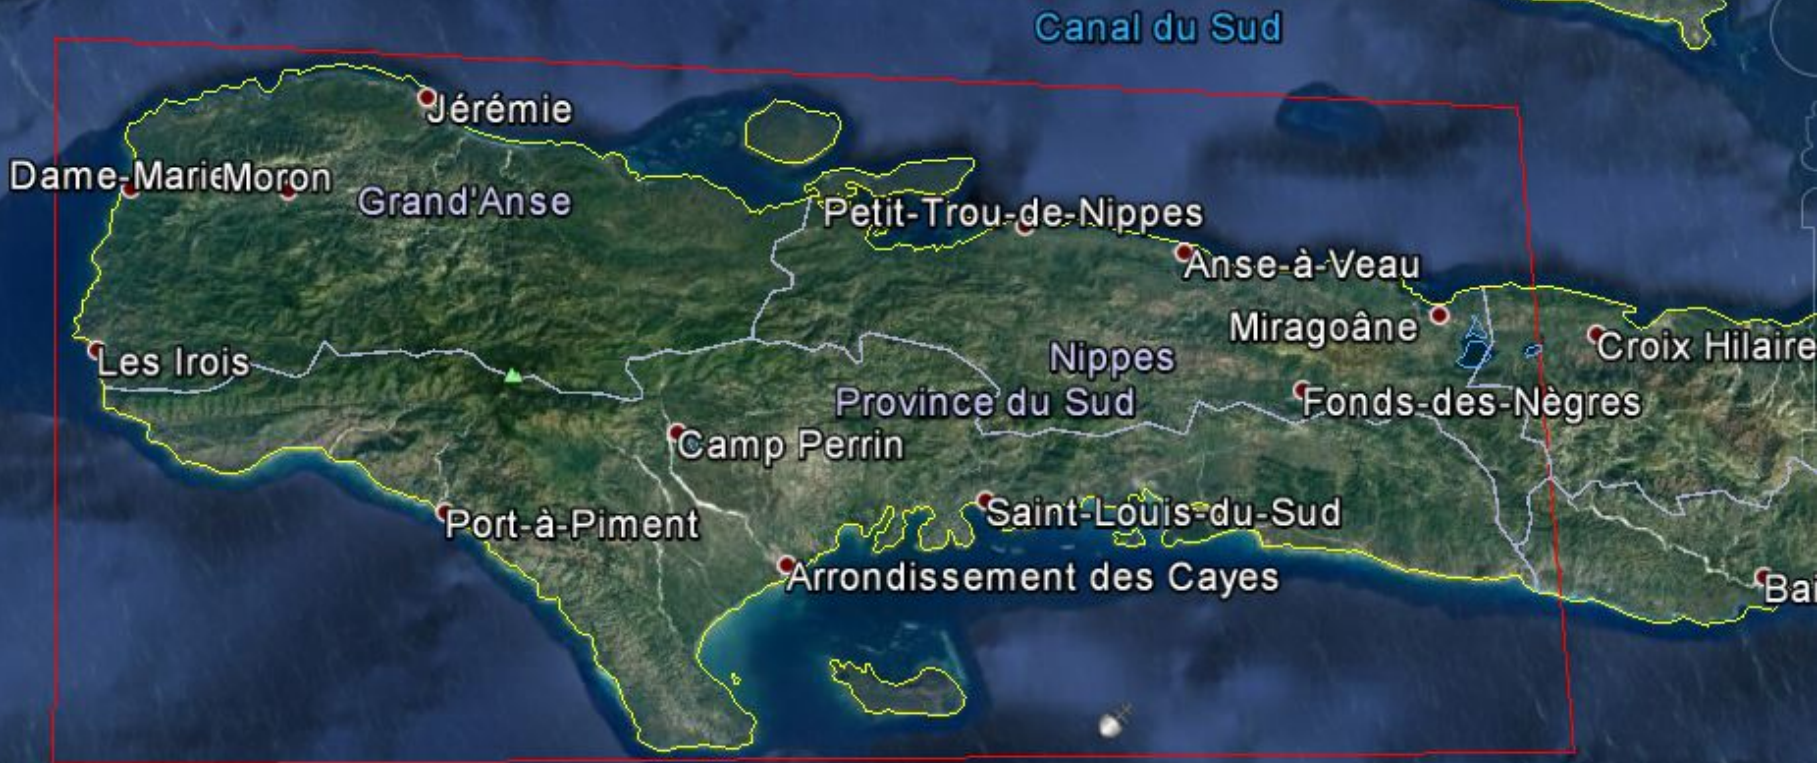 Canal du Sud
Jérémie
Dame-Marie
Moron
Grand'Anse
Petit-Trou-de-Nippes
Anse-à-Veau
Miragoâne
Croix Hilaire
Les Irois
Nippes
Province du Sud
Fonds-des-Nègres
Camp Perrin
Saint-Louis-du-Sud
Port-à-Piment
Arrondissement des Cayes
Bai